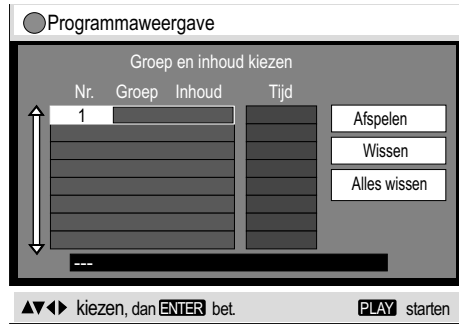 Programmaweergave
Groep en inhoud kiezen
Nr. Groep Inhoud Tijd
1
Afspelen
Wissen
Alles wissen
---
▲▼◀▶ kiezen, dan ENTER bet. PLAY starten